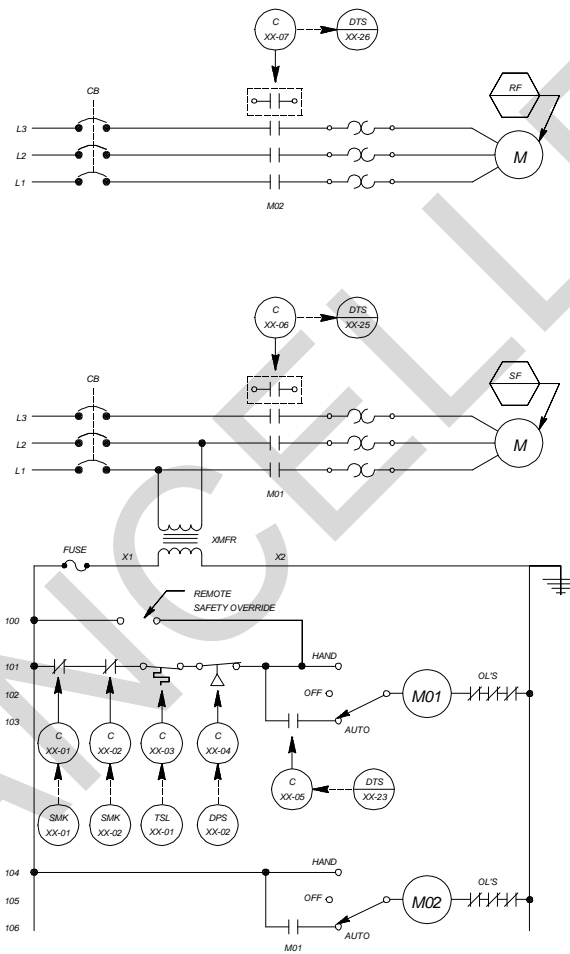 C
XX-07
DTS
XX-26
RF
CB
L3
L2
L1
M
M02
C
XX-06
DTS
XX-25
SF
CB
L3
L2
L1
M
M01
XMFR
FUSE
X1
X2
REMOTE
SAFETY OVERRIDE
100
101
HAND
102
OFF
M01
OL'S
103
AUTO
C
XX-01
C
XX-02
C
XX-03
C
XX-04
C
XX-05
DTS
XX-23
SMK
XX-01
SMK
XX-02
TSL
XX-01
DPS
XX-02
104
HAND
105
OFF
M02
OL'S
106
M01
AUTO
ANCELLED